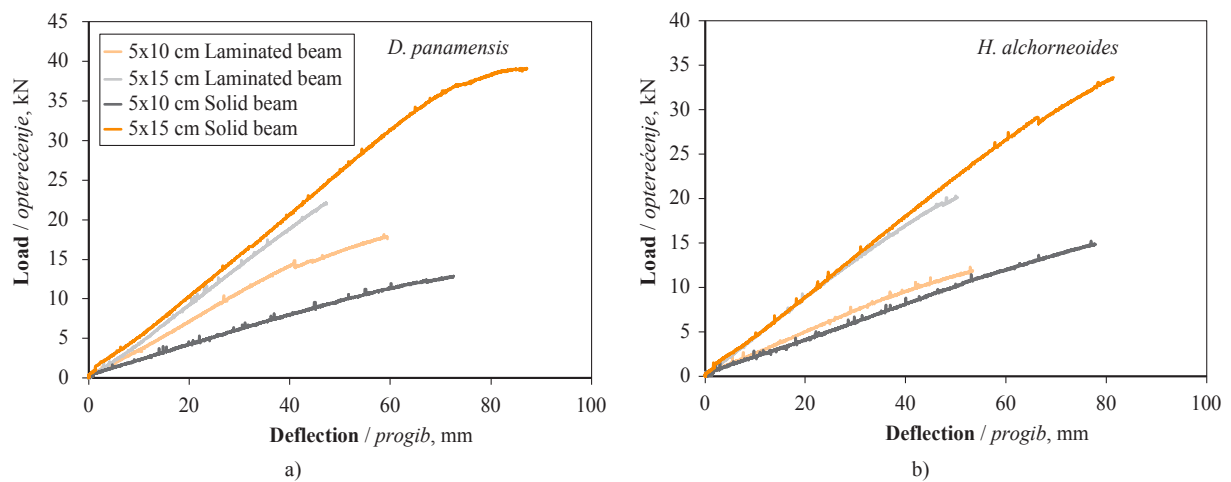 45
40
35
30
25
20
15
10
5
0
Load / opterećenje, kN
5x10 cm Laminated beam
5x15 cm Laminated beam
5x10 cm Solid beam
5x15 cm Solid beam
D. panamensis
0 20 40 60 80 100
Deflection / progib, mm
a)
40
35
30
25
20
15
10
5
0
Load / opterećenje, kN
H. alchorneoides
0 20 40 60 80 100
Deflection / progib, mm
b)